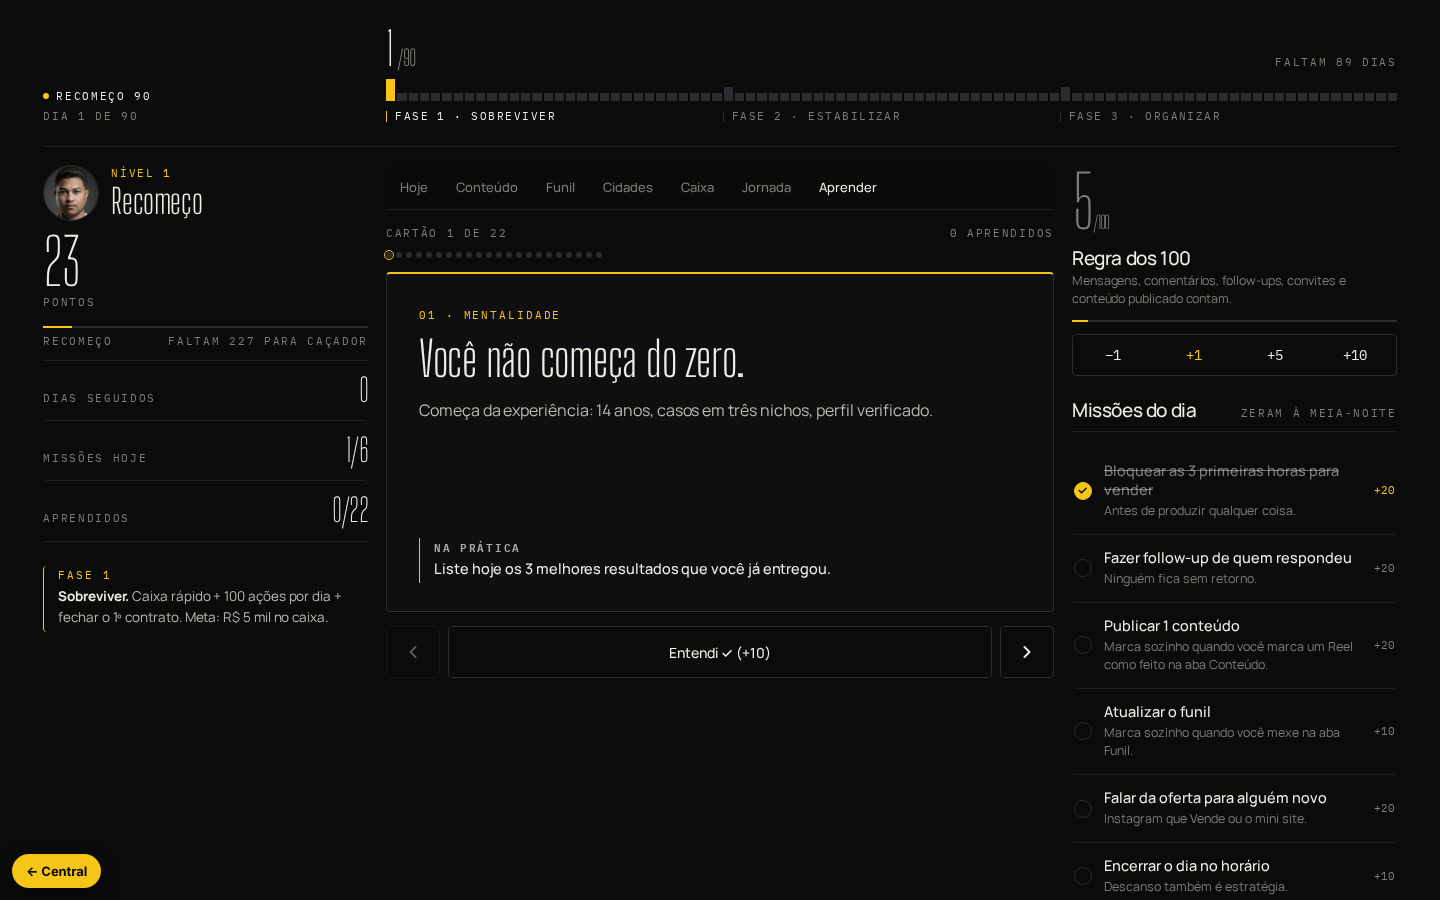 1 /90
FALTAM 89 DIAS
RECOMEÇO 90
DIA 1 DE 90
FASE 1 · SOBREVIVER
FASE 2 · ESTABILIZAR
FASE 3 · ORGANIZAR
NÍVEL 1
Recomeço
23
PONTOS
RECOMEÇO
FALTAM 227 PARA CAÇADOR
DIAS SEGUIDOS
0
MISSÕES HOJE
1/6
APRENDIDOS
0/22
FASE 1
Sobreviver. Caixa rápido + 100 ações por dia +
fechar o 1º contrato. Meta: R$ 5 mil no caixa.
Hoje
Conteúdo
Funil
Cidades
Caixa
Jornada
Aprender
CARTÃO 1 DE 22
0 APRENDIDOS
01 · MENTALIDADE
Você não começa do zero.
Começa da experiência: 14 anos, casos em três nichos, perfil verificado.
NA PRÁTICA
Liste hoje os 3 melhores resultados que você já entregou.
Entendi ✓ (+10)
5/100
Regra dos 100
Mensagens, comentários, follow-ups, convites e
conteúdo publicado contam.
−1
+1
+5
+10
Missões do dia
ZERAM À MEIA-NOITE
Bloquear as 3 primeiras horas para
vender
Antes de produzir qualquer coisa.
+20
Fazer follow-up de quem respondeu
Ninguém fica sem retorno.
+20
Publicar 1 conteúdo
Marca sozinho quando você marca um Reel
como feito na aba Conteúdo.
+20
Atualizar o funil
Marca sozinho quando você mexe na aba
Funil.
+10
Falar da oferta para alguém novo
Instagram que Vende ou o mini site.
+20
Encerrar o dia no horário
Descanso também é estratégia.
+10
← Central